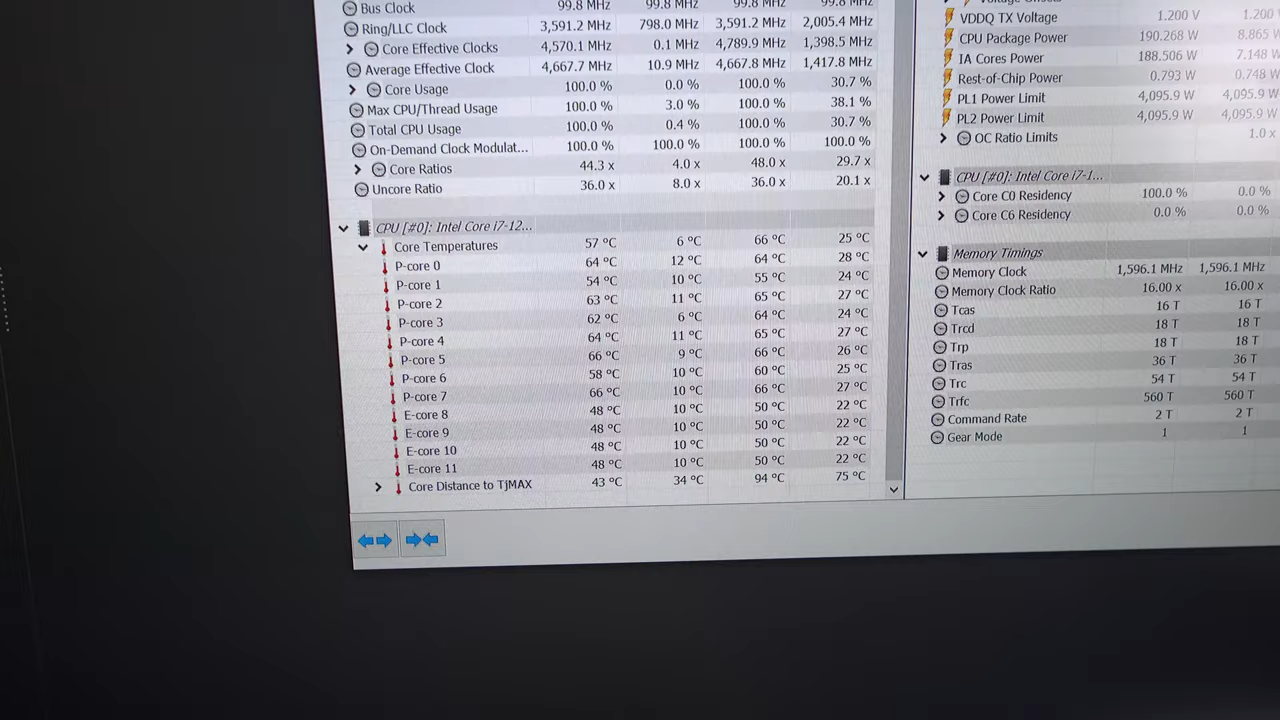 Bus Clock 99.8 MHz 99.8 MHz 99.8 MHz 99.8 MHz
Ring/LLC Clock 3,591.2 MHz 798.0 MHz 3,591.2 MHz 2,005.4 MHz
Core Effective Clocks 4,570.1 MHz 0.1 MHz 4,789.9 MHz 1,398.5 MHz
Average Effective Clock 4,667.7 MHz 10.9 MHz 4,667.8 MHz 1,417.8 MHz
Core Usage 100.0 % 0.0 % 100.0 % 30.7 %
Max CPU/Thread Usage 100.0 % 3.0 % 100.0 % 38.1 %
Total CPU Usage 100.0 % 0.4 % 100.0 % 30.7 %
On-Demand Clock Modulat... 100.0 % 100.0 % 100.0 % 100.0 %
Core Ratios 44.3 x 4.0 x 48.0 x 29.7 x
Uncore Ratio 36.0 x 8.0 x 36.0 x 20.1 x
CPU [#0]: Intel Core i7-12...
Core Temperatures 57 °C 6 °C 66 °C 25 °C
P-core 0 64 °C 12 °C 64 °C 28 °C
P-core 1 54 °C 10 °C 55 °C 24 °C
P-core 2 63 °C 11 °C 65 °C 27 °C
P-core 3 62 °C 6 °C 64 °C 24 °C
P-core 4 64 °C 11 °C 65 °C 27 °C
P-core 5 66 °C 9 °C 66 °C 26 °C
P-core 6 58 °C 10 °C 60 °C 25 °C
P-core 7 66 °C 10 °C 66 °C 27 °C
E-core 8 48 °C 10 °C 50 °C 22 °C
E-core 9 48 °C 10 °C 50 °C 22 °C
E-core 10 48 °C 10 °C 50 °C 22 °C
E-core 11 48 °C 10 °C 50 °C 22 °C
Core Distance to TjMAX 43 °C 34 °C 94 °C 75 °C
Voltage Offsets
VDDQ TX Voltage 1.200 V 1.200
CPU Package Power 190.268 W 8.865
IA Cores Power 188.506 W 7.148
Rest-of-Chip Power 0.793 W 0.748 W
PL1 Power Limit 4,095.9 W 4,095.9 W
PL2 Power Limit 4,095.9 W 4,095.9 W
OC Ratio Limits 1.0 x
CPU [#0]: Intel Core i7-1...
Core C0 Residency 100.0 % 0.0 %
Core C6 Residency 0.0 % 0.0 %
Memory Timings
Memory Clock 1,596.1 MHz 1,596.1 MHz
Memory Clock Ratio 16.00 x 16.00 x
Tcas 16 T 16 T
Trcd 18 T 18 T
Trp 18 T 18 T
Tras 36 T 36 T
Trc 54 T 54 T
Trfc 560 T 560 T
Command Rate 2 T 2 T
Gear Mode 1 1